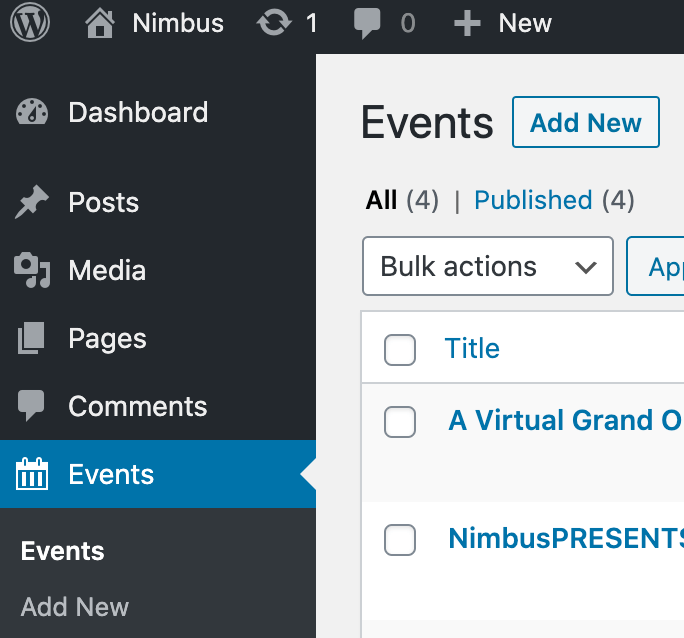 Nimbus 1 0 New
Dashboard
Posts
Media
Pages
Comments
Events
Events
Add New
Events Add New
All (4) | Published (4)
Bulk actions App
Title
A Virtual Grand O
NimbusPRESENTS